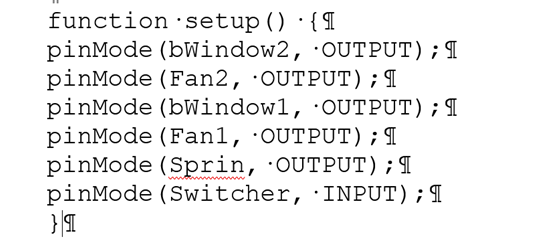 function·setup()·{¶
pinMode(bWindow2,·OUTPUT);¶
pinMode(Fan2,·OUTPUT);¶
pinMode(bWindow1,·OUTPUT);¶
pinMode(Fan1,·OUTPUT);¶
pinMode(Sprin,·OUTPUT);¶
pinMode(Switcher,·INPUT);¶
}¶